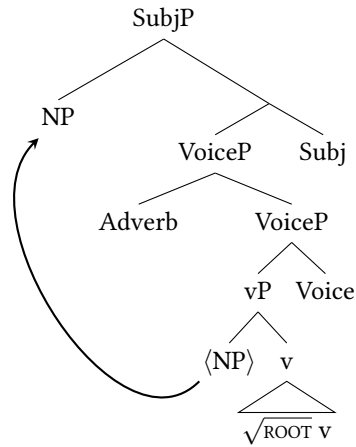 SubjP
NP
VoiceP Subj
Adverb VoiceP
vP Voice
⟨NP⟩ v
√ROOT v